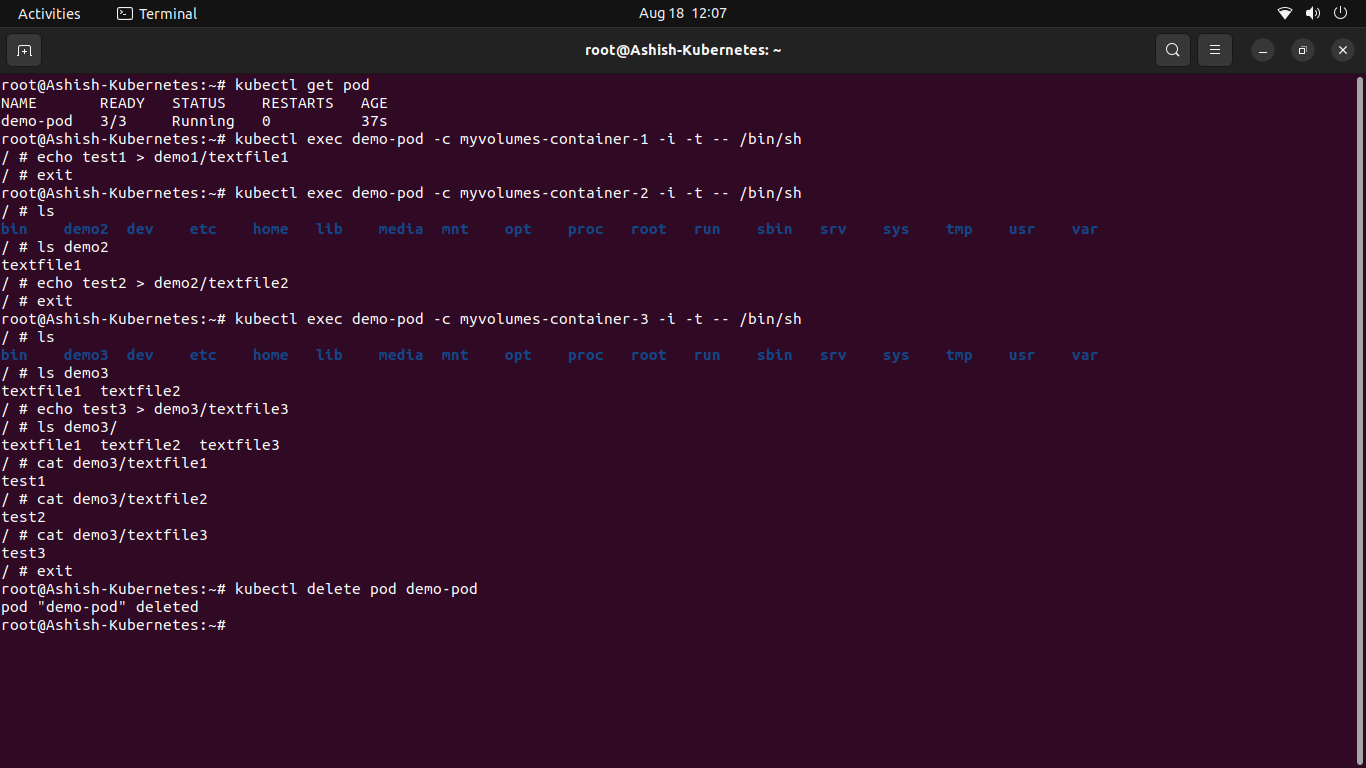 Activities Terminal Aug 18 12:07
root@Ashish-Kubernetes: ~
root@Ashish-Kubernetes:~# kubectl get pod
NAME       READY   STATUS    RESTARTS   AGE
demo-pod   3/3     Running   0          37s
root@Ashish-Kubernetes:~# kubectl exec demo-pod -c myvolumes-container-1 -i -t -- /bin/sh
/ # echo test1 > demo1/textfile1
/ # exit
root@Ashish-Kubernetes:~# kubectl exec demo-pod -c myvolumes-container-2 -i -t -- /bin/sh
/ # ls
bin    demo2  dev    etc    home   lib    media  mnt    opt    proc   root   run    sbin   srv    sys    tmp    usr    var
/ # ls demo2
textfile1
/ # echo test2 > demo2/textfile2
/ # exit
root@Ashish-Kubernetes:~# kubectl exec demo-pod -c myvolumes-container-3 -i -t -- /bin/sh
/ # ls
bin    demo3  dev    etc    home   lib    media  mnt    opt    proc   root   run    sbin   srv    sys    tmp    usr    var
/ # ls demo3
textfile1  textfile2
/ # echo test3 > demo3/textfile3
/ # ls demo3/
textfile1  textfile2  textfile3
/ # cat demo3/textfile1
test1
/ # cat demo3/textfile2
test2
/ # cat demo3/textfile3
test3
/ # exit
root@Ashish-Kubernetes:~# kubectl delete pod demo-pod
pod "demo-pod" deleted
root@Ashish-Kubernetes:~#